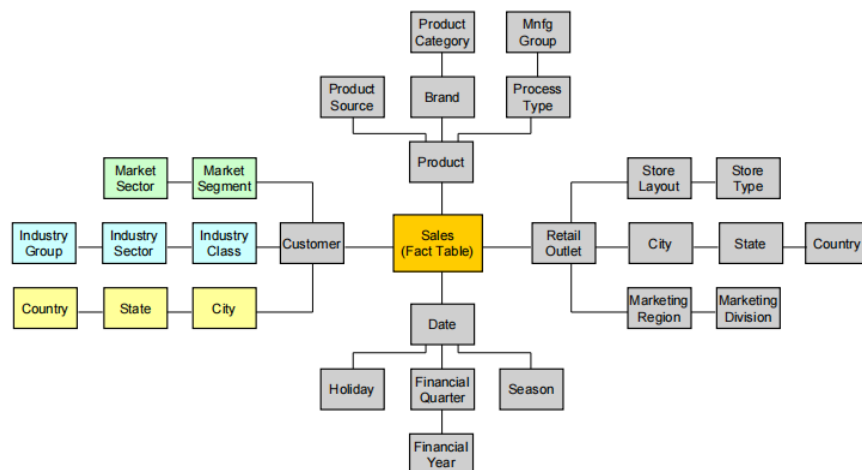 Product
Category
Mnfg
Group
Product
Source
Brand
Process
Type
Product
Market
Sector
Market
Segment
Store
Layout
Store
Type
Industry
Group
Industry
Sector
Industry
Class
Customer
Sales
(Fact Table)
Retail
Outlet
City
State
Country
Country
State
City
Marketing
Region
Marketing
Division
Date
Holiday
Financial
Quarter
Season
Financial
Year